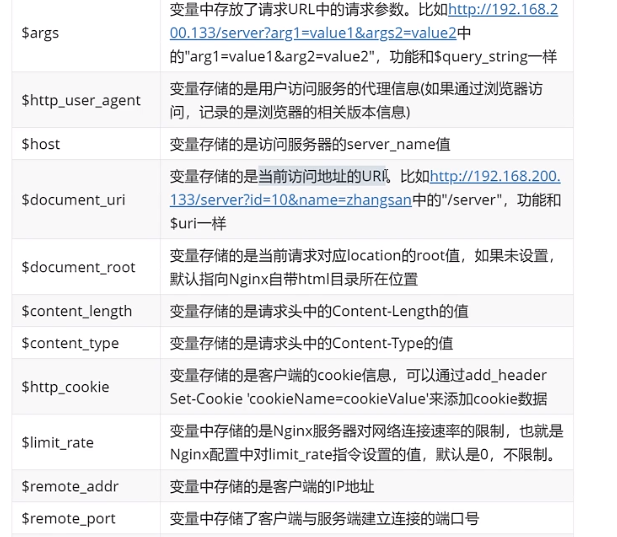 变量中存放了请求URL中的请求参数。比如http://192.168.2
$args
00.133/server?arg1=value1&args2=value2中
的"arg1=value1&arg2=value2"，功能和$query_string一样
变量存储的是用户访问服务的代理信息(如果通过浏览器访
$http_user_agent
问，记录的是浏览器的相关版本信息)
$host
变量存储的是访问服务器的server_name值
变量存储的是当前访问地址的URI。比如http://192.168.200.
$document_uri
133/server?id=10&name=zhangsan中的"/server"，功能和
$uri一样
变量存储的是当前请求对应location的root值，如果未设置，
$document_root
默认指向Nginx自带html目录所在位置
$content_length
变量存储的是请求头中的Content-Length的值
$content_type
变量存储的是请求头中的Content-Type的值
变量存储的是客户端的cookie信息，可以通过add_header
$http_cookie
Set-Cookie 'cookieName=cookieValue'来添加cookie数据
变量中存储的是Nginx服务器对网络连接速率的限制，也就是
$limit_rate
Nginx配置中对limit_rate指令设置的值，默认是0，不限制。
$remote_addr
变量中存储的是客户端的IP地址
$remote_port
变量中存储了客户端与服务端建立连接的端口号